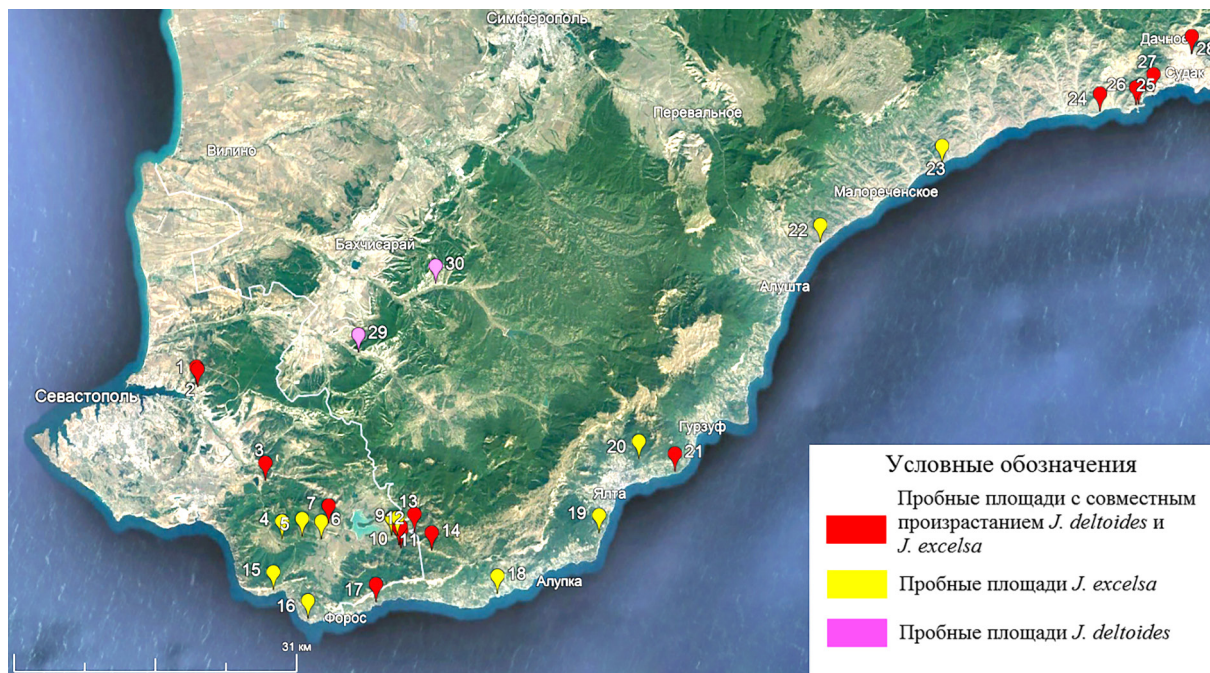 Симферополь
Дачное
28
27
Судак
26
25
24
Перевальное
Вилино
23
Малореченское
22
Бахчисарай
30
Алушта
29
1
2
Севастополь
Гурзуф
20
21
3
Ялта
7
13
4
5
6
9
12
19
10
11
14
15
18
Алупка
17
16
Форос
31 км
Условные обозначения
Пробные площади с совместным
произрастанием J. deltoides и
J. excelsa
Пробные площади J. excelsa
Пробные площади J. deltoides